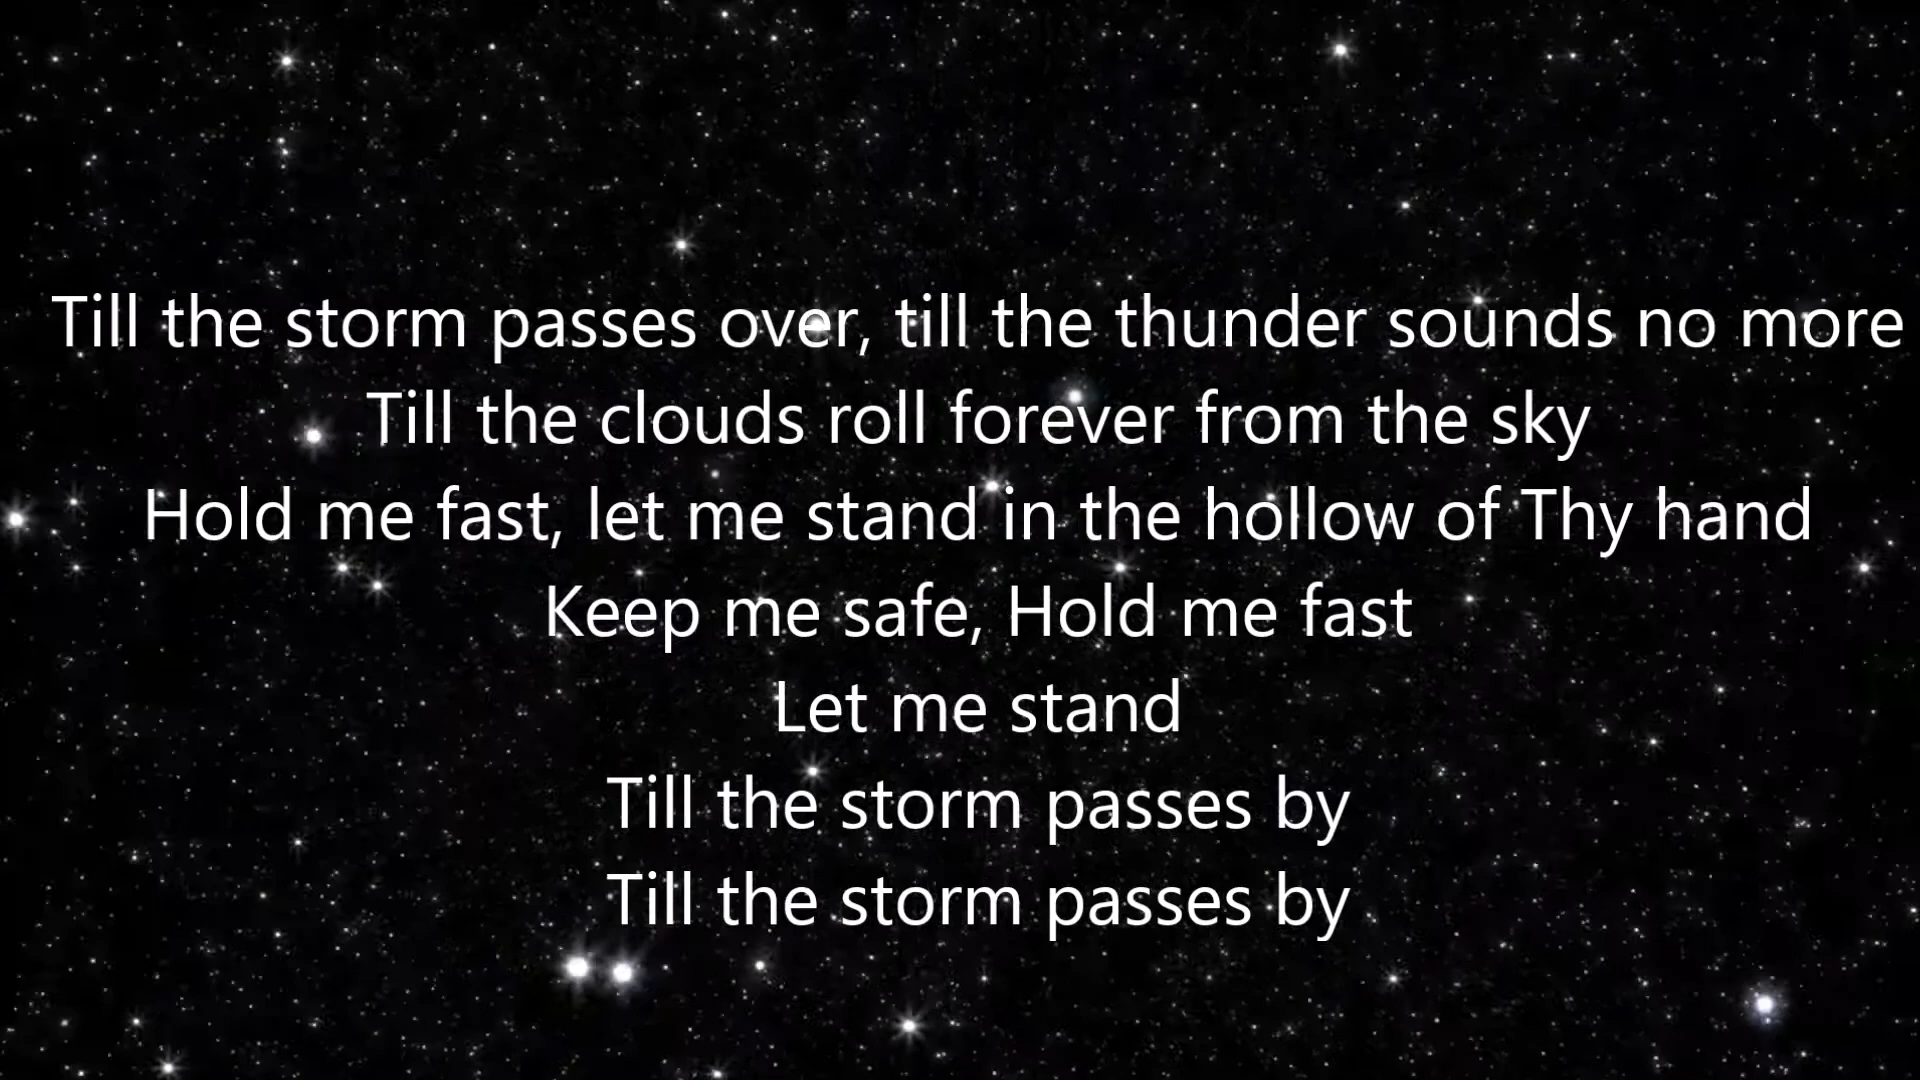 Till the storm passes over, till the thunder sounds no more
Till the clouds roll forever from the sky
Hold me fast, let me stand in the hollow of Thy hand
Keep me safe, Hold me fast
Let me stand
Till the storm passes by
Till the storm passes by